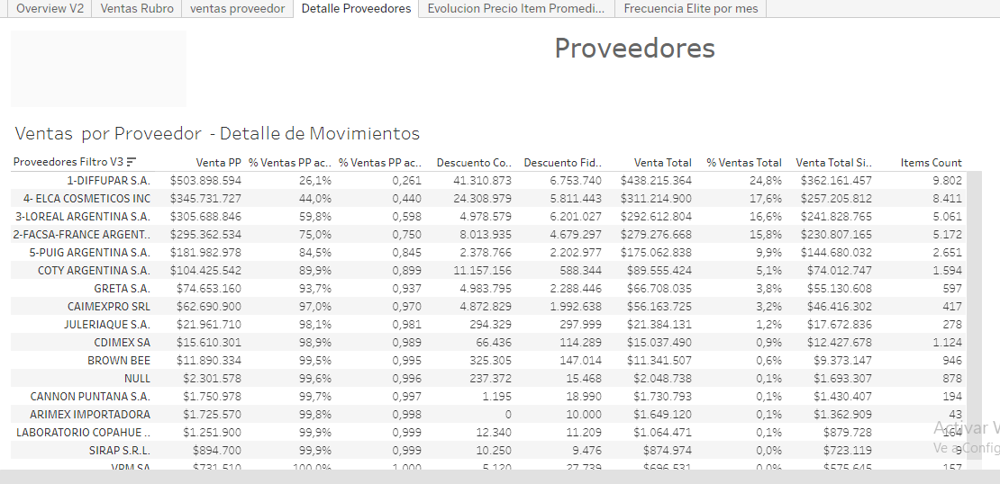 Overview V2 Ventas Rubro ventas proveedor Detalle Proveedores Evolucion Precio Item Promedi... Frecuencia Elite por mes
Proveedores
Ventas por Proveedor - Detalle de Movimientos
Proveedores Filtro V3 Venta PP % Ventas PP ac.. % Ventas PP ac.. Descuento Co.. Descuento Fid.. Venta Total % Ventas Total Venta Total Si.. Items Count
1-DIFFUPAR S.A. $503.898.594 26,1% 0,261 41.310.873 6.753.740 $438.215.364 24,8% $362.161.457 9.802
4- ELCA COSMETICOS INC $345.731.727 44,0% 0,440 24.308.979 5.811.443 $311.214.900 17,6% $257.205.812 8.411
3-LOREAL ARGENTINA S.A. $305.688.846 59,8% 0,598 4.978.579 6.201.027 $292.612.804 16,6% $241.828.765 5.061
2-FACSA-FRANCE ARGENT.. $295.362.534 75,0% 0,750 8.013.935 4.679.297 $279.276.668 15,8% $230.807.165 5.172
5-PUIG ARGENTINA S.A. $181.982.978 84,5% 0,845 2.378.766 2.202.977 $175.062.838 9,9% $144.680.032 2.651
COTY ARGENTINA S.A. $104.425.542 89,9% 0,899 11.157.156 588.344 $89.555.424 5,1% $74.012.747 1.594
GRETA S.A. $74.653.160 93,7% 0,937 4.983.795 2.288.446 $66.708.035 3,8% $55.130.608 597
CAIMEXPRO SRL $62.690.900 97,0% 0,970 4.872.829 1.992.638 $56.163.725 3,2% $46.416.302 417
JULERIAQUE S.A. $21.961.710 98,1% 0,981 294.329 297.999 $21.384.131 1,2% $17.672.836 278
CDIMEX SA $15.610.301 98,9% 0,989 66.436 114.289 $15.037.490 0,9% $12.427.678 1.124
BROWN BEE $11.890.334 99,5% 0,995 325.305 147.014 $11.341.507 0,6% $9.373.147 946
NULL $2.301.578 99,6% 0,996 237.372 15.468 $2.048.738 0,1% $1.693.307 878
CANNON PUNTANA S.A. $1.750.978 99,7% 0,997 1.195 18.990 $1.730.793 0,1% $1.430.407 194
ARIMEX IMPORTADORA $1.725.570 99,8% 0,998 0 10.000 $1.649.120 0,1% $1.362.909 43
LABORATORIO COPAHUE .. $1.251.900 99,9% 0,999 12.340 11.209 $1.064.471 0,1% $879.728 164
Activar
SIRAP S.R.L. $894.700 99,9% 0,999 10.250 9.476 $874.974 0,0% $723.119 9
Ve a Config
VPM SA $731.510 100,0% 1,000 5.120 27.739 $696.531 0,0% $575.645 157